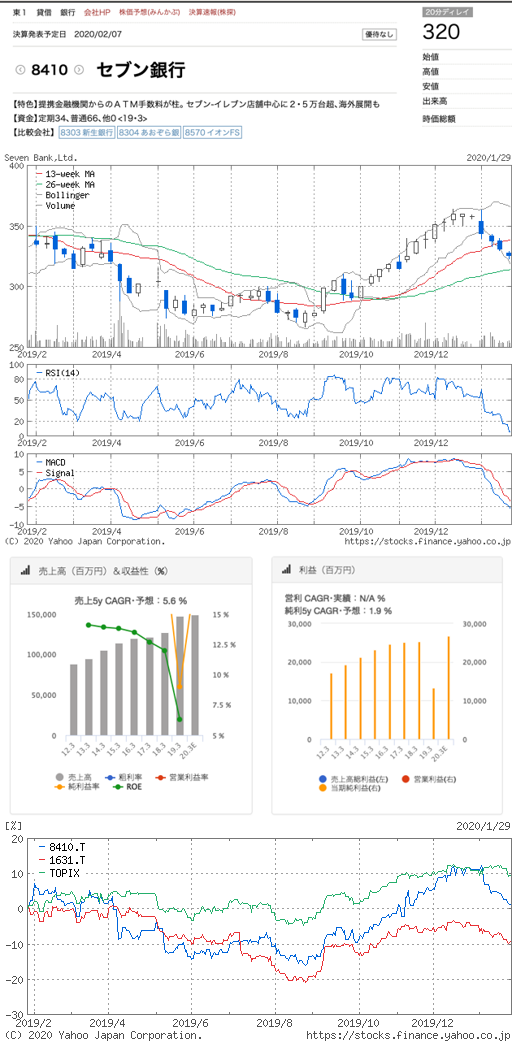 東1 貸借 銀行 会社HP 株価予想(みんかぶ) 決算速報(株探)
20分ディレイ
決算発表予定日 2020/02/07
優待なし
320
8410
セブン銀行
始値
高値
安値
出来高
時価総額
【特色】提携金融機関からのATM手数料が柱。セブン-イレブン店舗中心に2・5万台超、海外展開も
【資金】定期34、普通66、他0<19・3>
【比較会社】 8303 新生銀行 8304 あおぞら銀 8570 イオンFS
Seven Bank,Ltd.
2020/1/29
400
13-week MA
26-week MA
Bollinger
Volume
350
300
250
2019/2 2019/4 2019/6 2019/8 2019/10 2019/12
100
RSI(14)
80
50
20
0
2019/2 2019/4 2019/6 2019/8 2019/10 2019/12
10
MACD
Signal
5
0
-5
-10
2019/2 2019/4 2019/6 2019/8 2019/10 2019/12
(C) 2020 Yahoo Japan Corporation.
https://stocks.finance.yahoo.co.jp
売上高（百万円）＆収益性（%）
売上5y CAGR・予想：5.6 %
150,000
100,000
50,000
0
15 %
12.5 %
10 %
7.5 %
5 %
12.3 13.3 14.3 15.3 16.3 17.3 18.3 19.3 20.3E
売上高 粗利率 営業利益率
純利益率 ROE
利益（百万円）
営利 CAGR・実績：N/A %
純利5y CAGR・予想：1.9 %
30,000
20,000
10,000
0
30,000
20,000
10,000
0
12.3 13.3 14.3 15.3 16.3 17.3 18.3 19.3 20.3E
売上高総利益(左) 営業利益(右)
当期純利益(右)
[%]
2020/1/29
20
8410.T
1631.T
TOPIX
10
0
-10
-20
-30
2019/2 2019/4 2019/6 2019/8 2019/10 2019/12
(C) 2020 Yahoo Japan Corporation.
https://stocks.finance.yahoo.co.jp